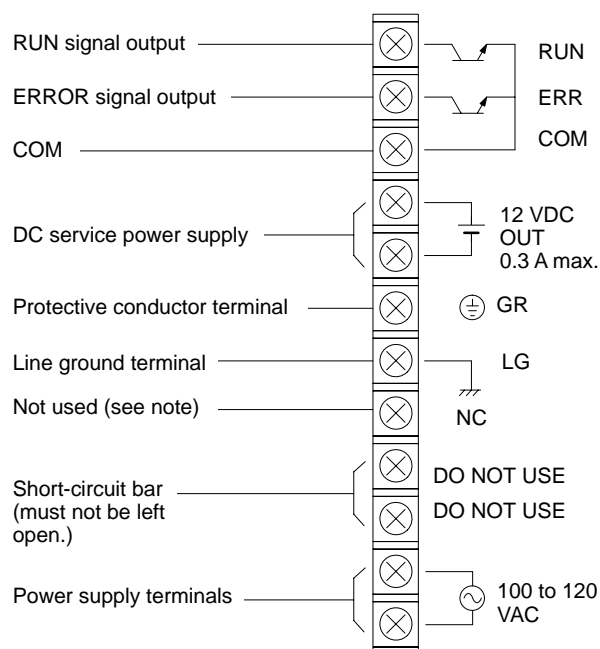 RUN signal output
RUN
ERROR signal output
ERR
COM
COM
DC service power supply
12 VDC
OUT
0.3 A max.
Protective conductor terminal
GR
Line ground terminal
LG
Not used (see note)
NC
Short-circuit bar
(must not be left
open.)
DO NOT USE
DO NOT USE
Power supply terminals
100 to 120
VAC